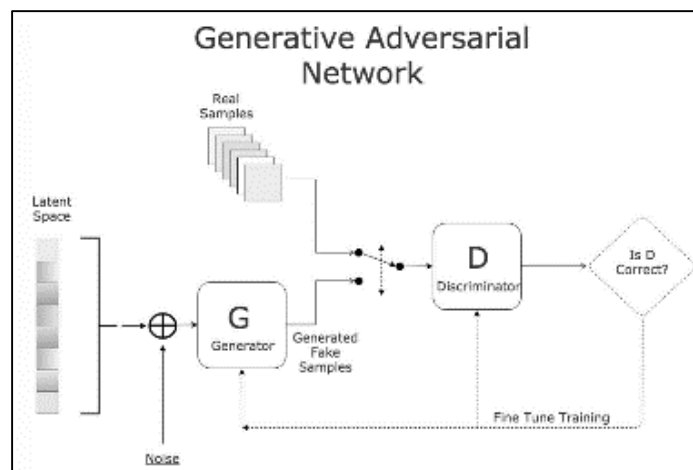 Generative Adversarial
Network
Real
Samples
Latent
Space
G
Generator
Generated
Fake
Samples
D
Discriminator
Is D
Correct?
Fine Tune Training
Noise